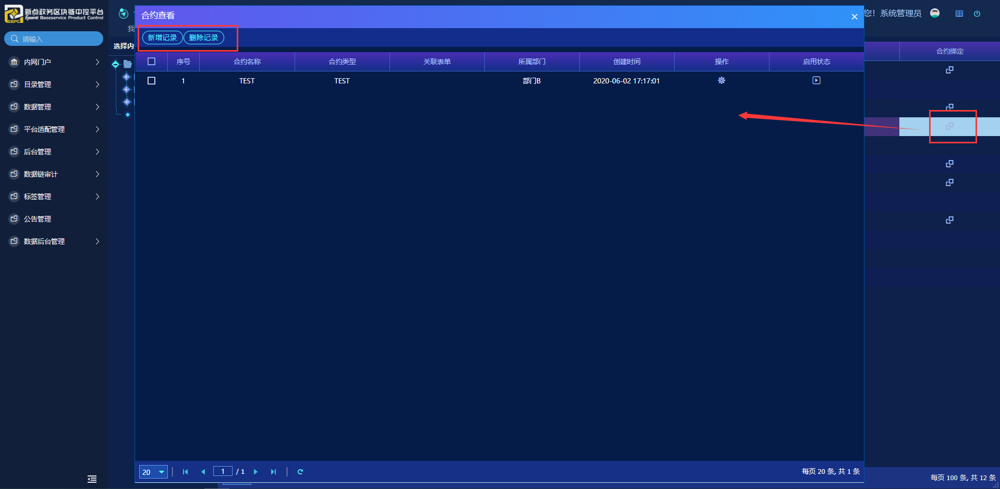 新点政务区块链中控平台
Epoint Baseservice Product Control
EBPC
请输入
内网门户
目录管理
数据管理
平台适配管理
后台管理
数据链审计
标签管理
公告管理
数据后台管理
我
选择内
您! 系统管理员
合约查看
新增记录 删除记录
序号 合约名称 合约类型 关联表单 所属部门 创建时间 操作 启用状态
1 TEST TEST 部门B 2020-06-02 17:17:01
合约绑定
20 1 / 1
每页 20 条, 共 1 条
每页 100 条, 共 12 条